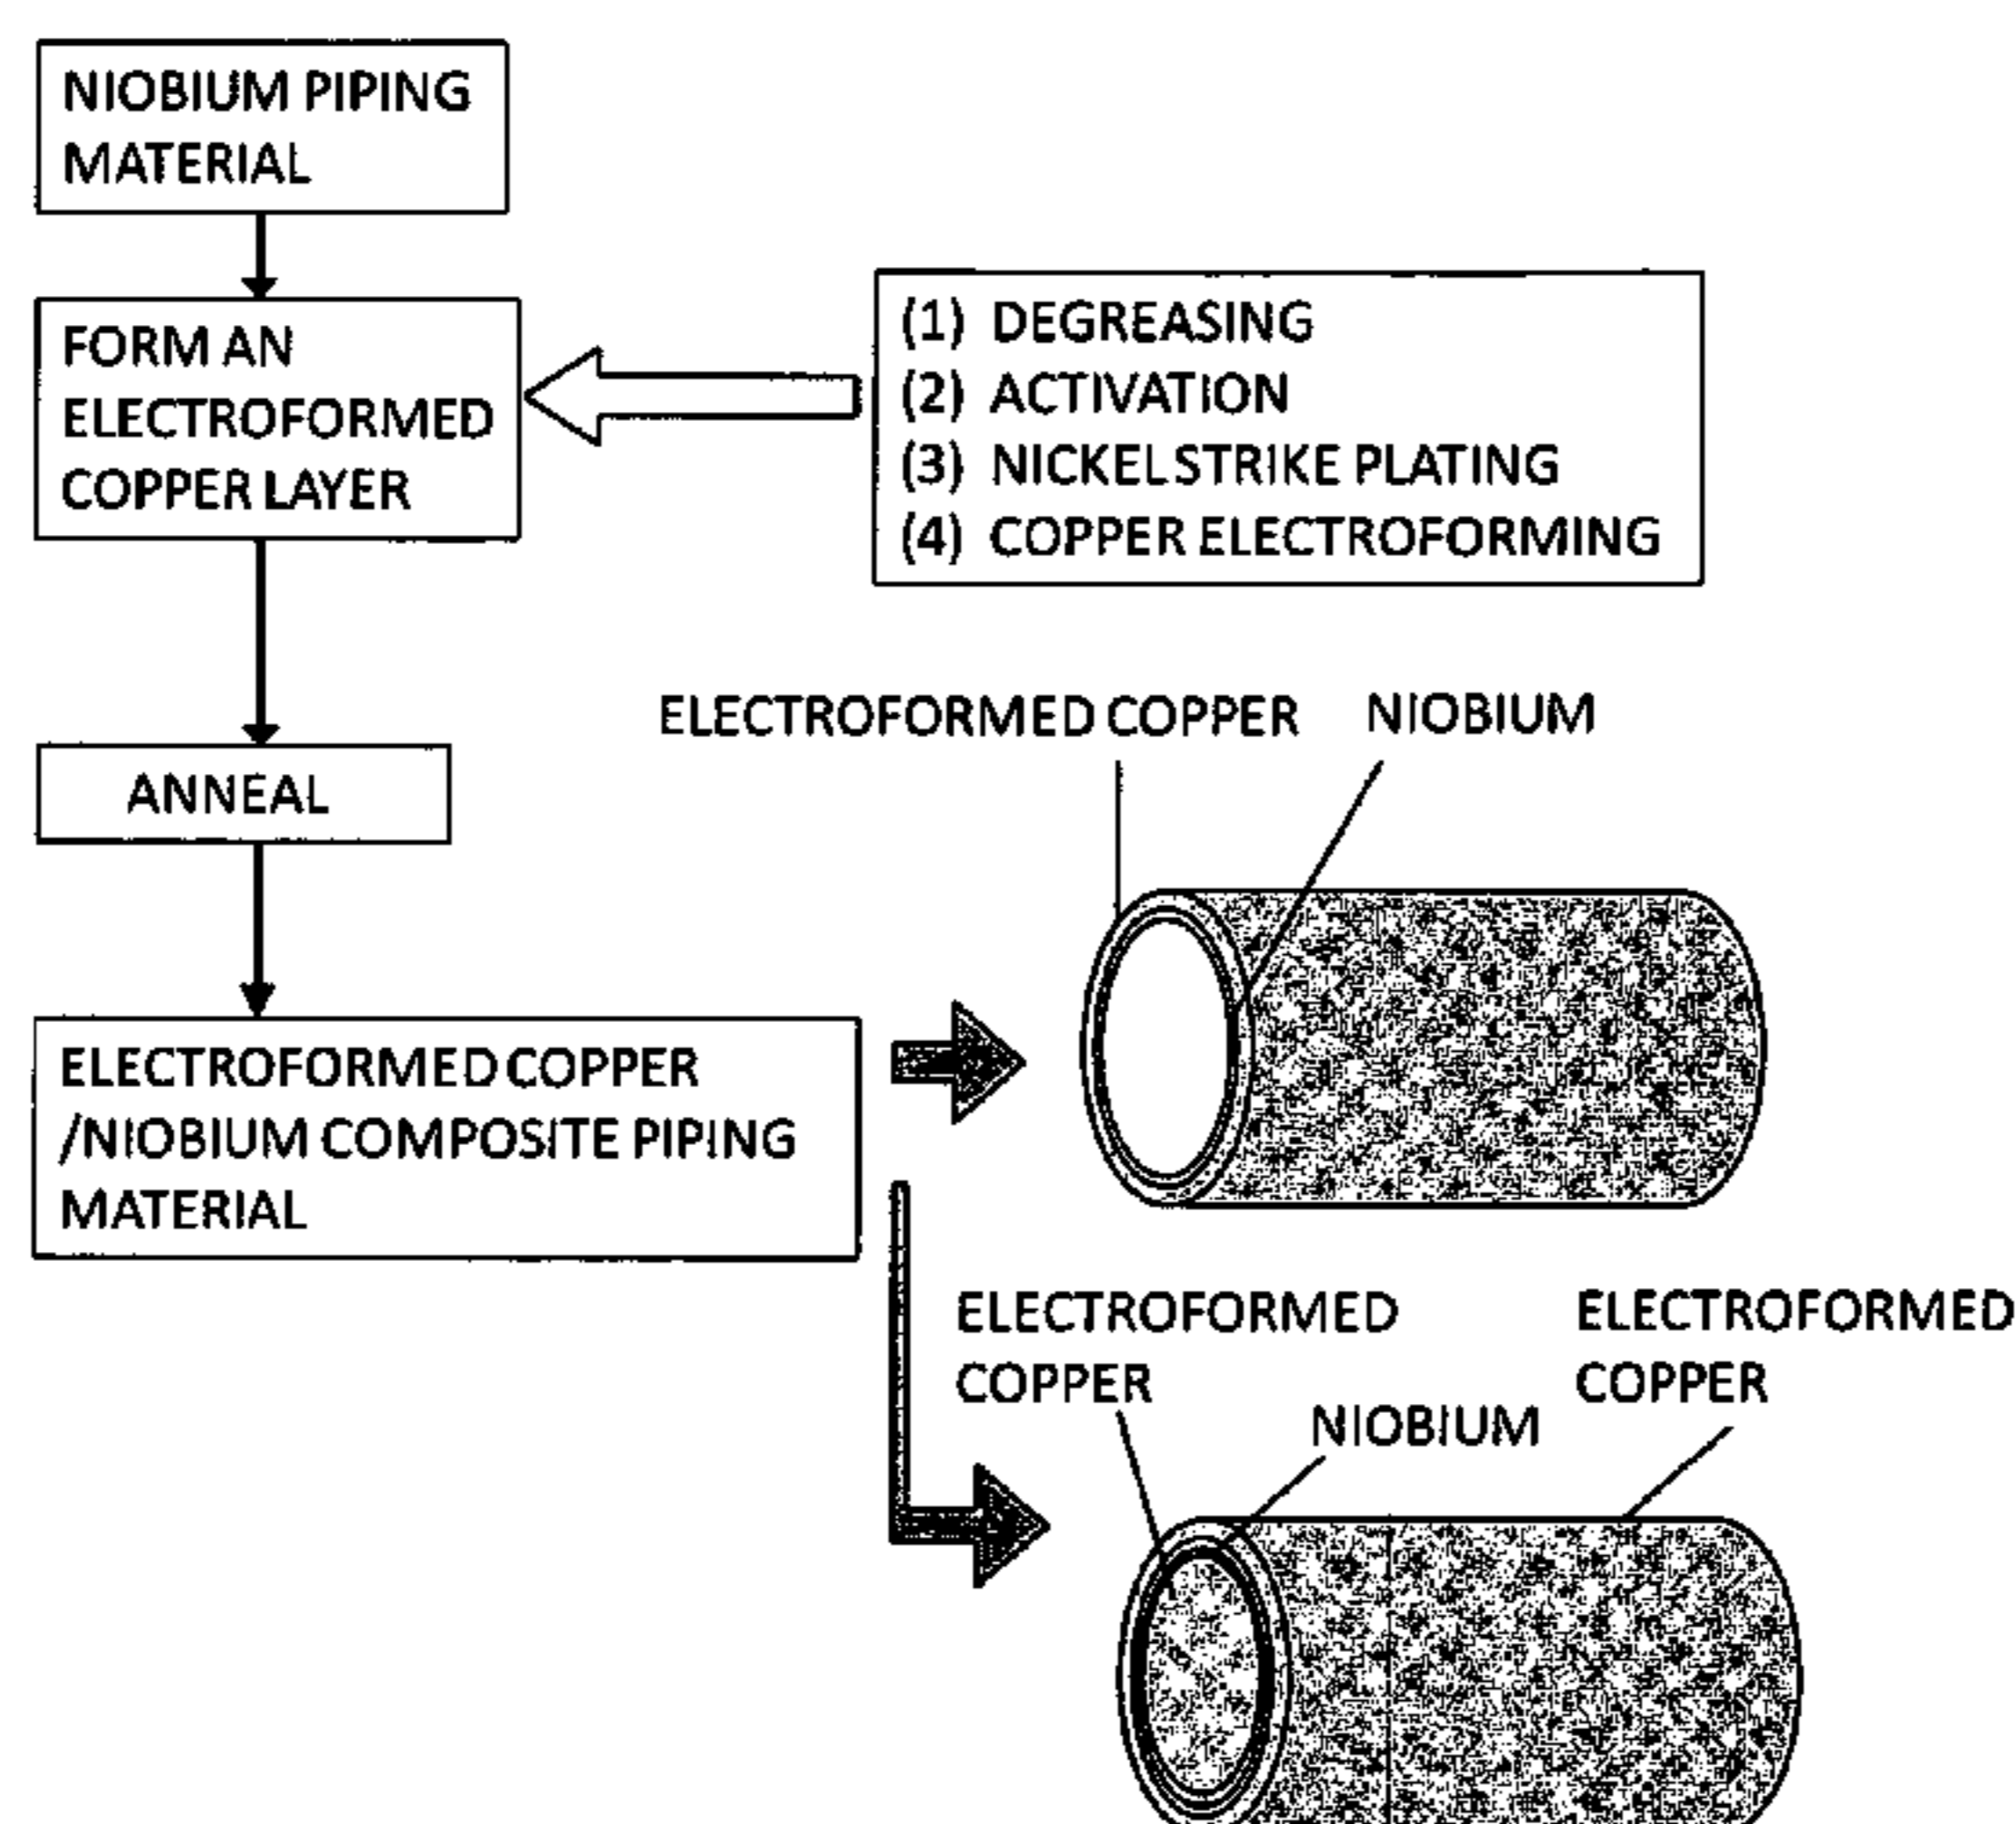 NIOBIUM PIPING
MATERIAL
FORM AN
ELECTROFORMED
COPPER LAYER
(1) DEGREASING
(2) ACTIVATION
(3) NICKEL STRIKE PLATING
(4) COPPER ELECTROFORMING
ANNEAL
ELECTROFORMED COPPER
/NIOBIUM COMPOSITE PIPING
MATERIAL
ELECTROFORMED COPPER
NIOBIUM
ELECTROFORMED
COPPER
NIOBIUM
ELECTROFORMED
COPPER